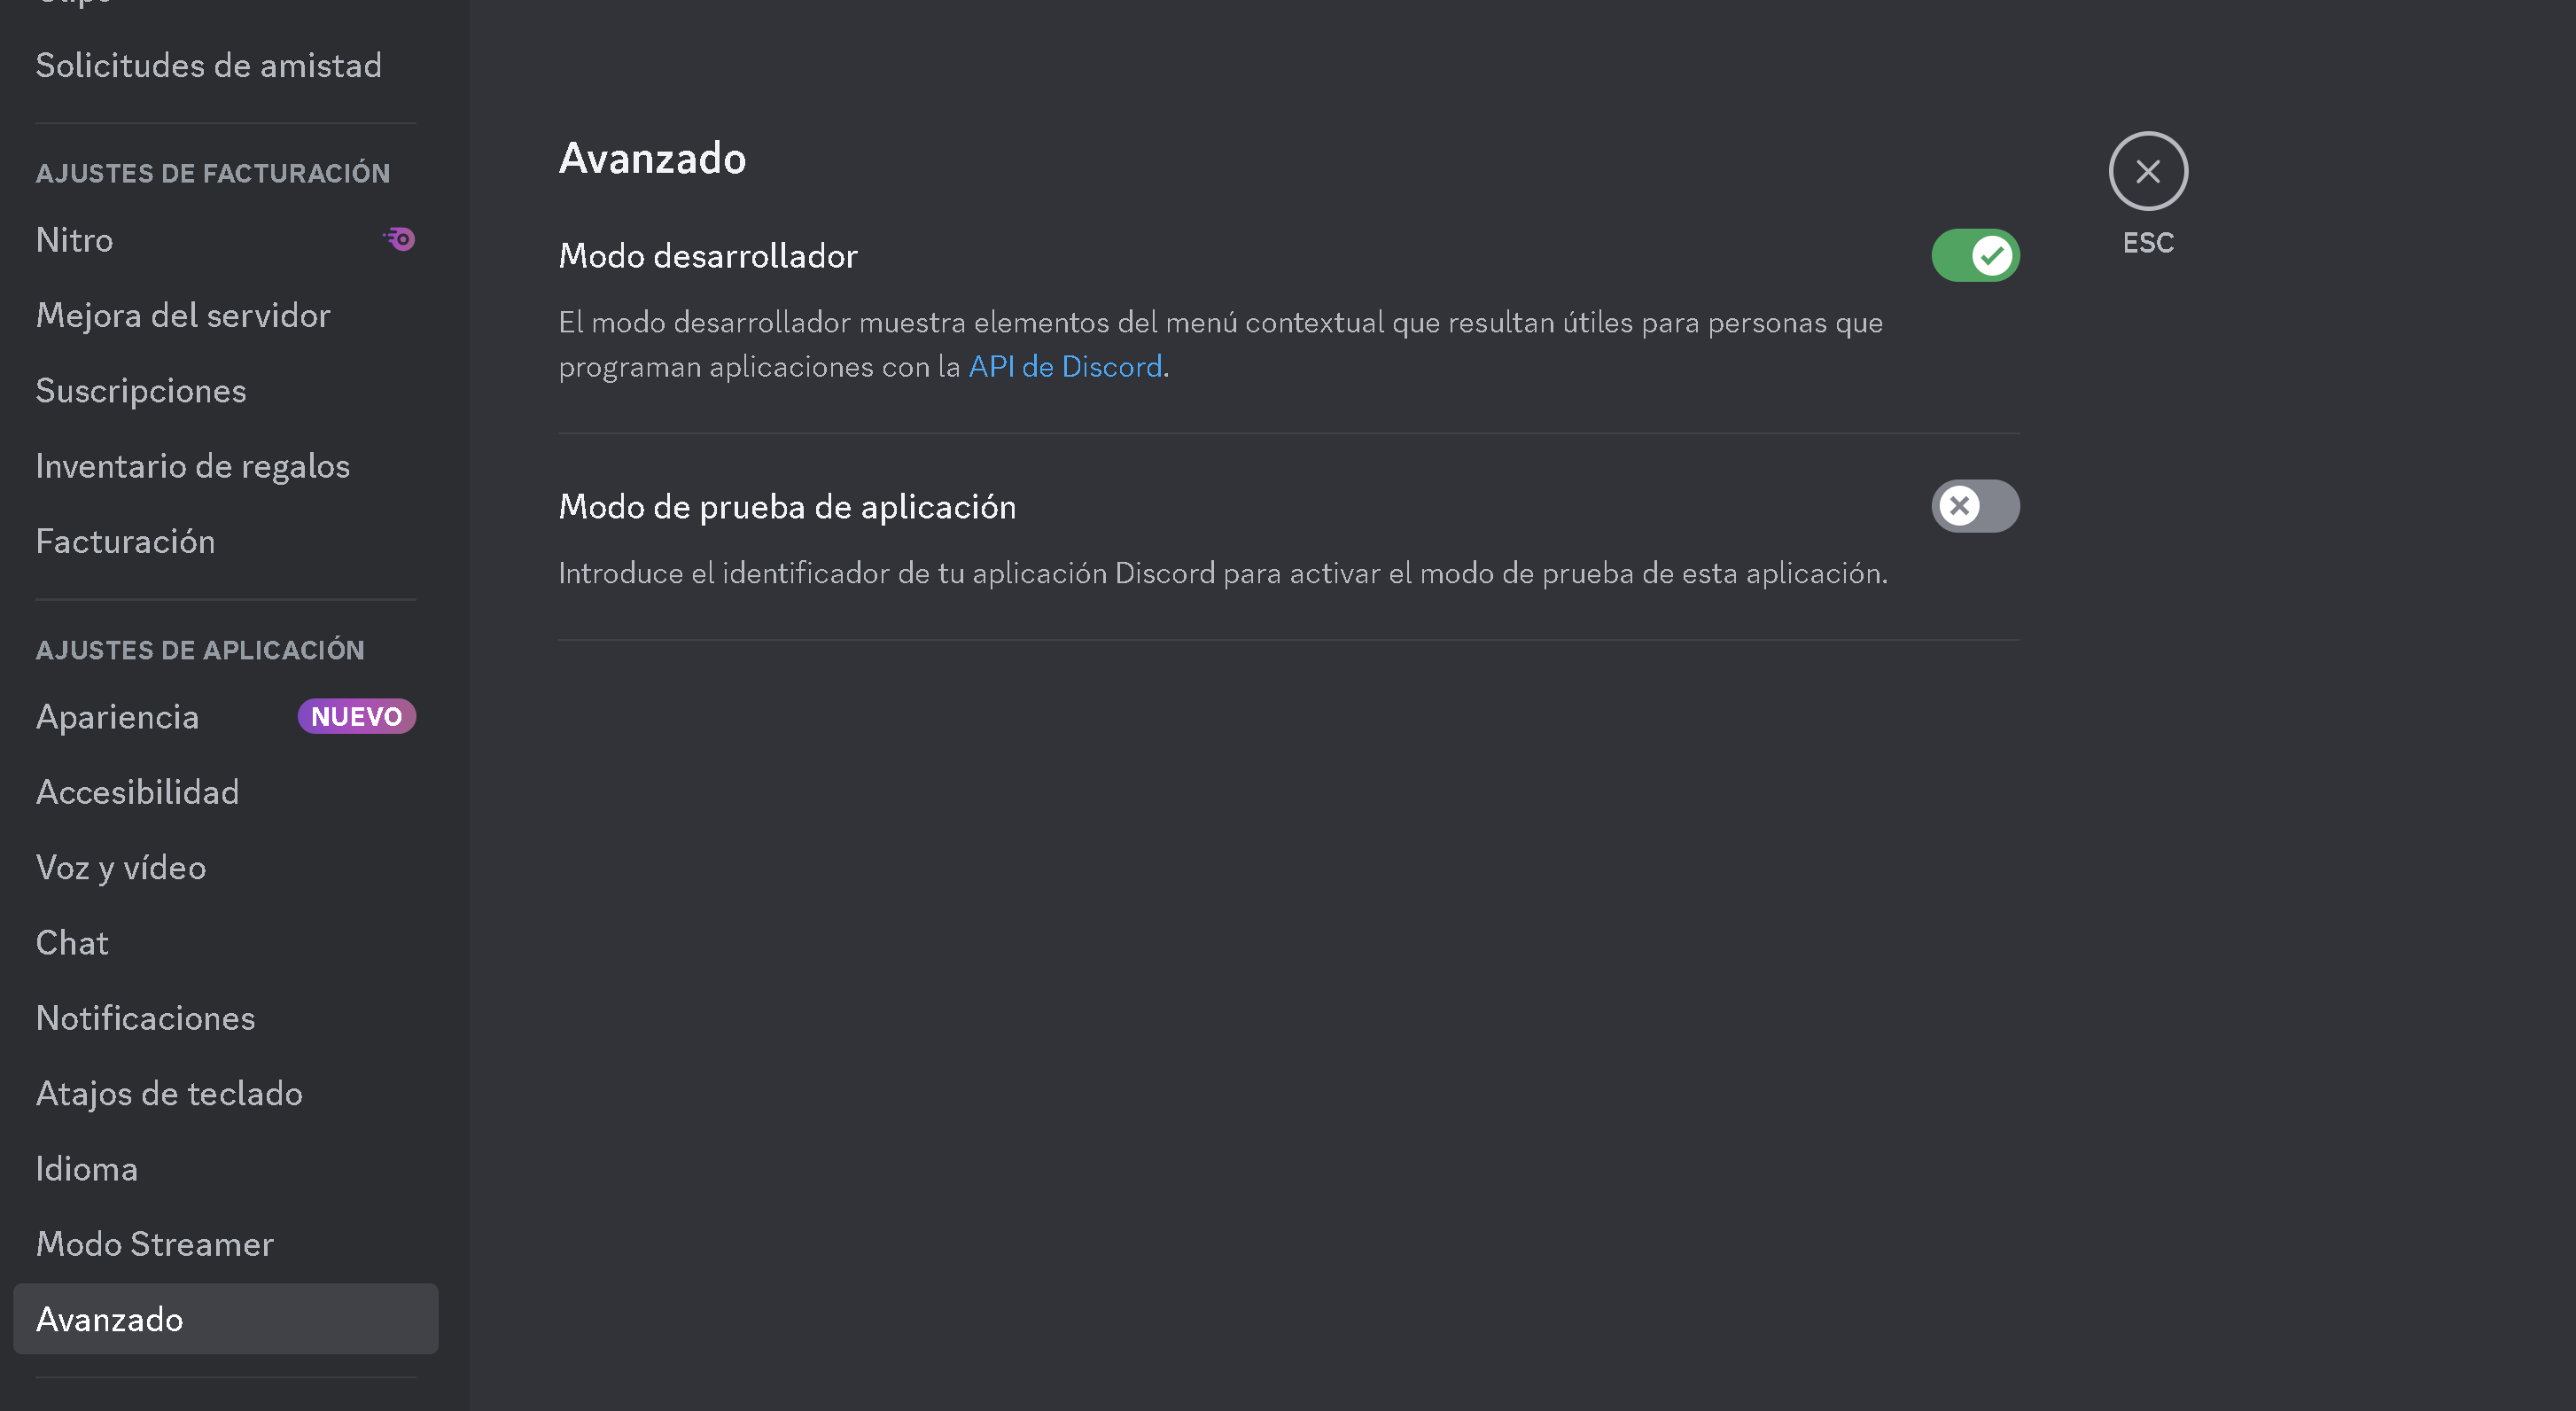 Solicitudes de amistad
AJUSTES DE FACTURACIÓN
Nitro
Mejora del servidor
Suscripciones
Inventario de regalos
Facturación
AJUSTES DE APLICACIÓN
Apariencia NUEVO
Accesibilidad
Voz y vídeo
Chat
Notificaciones
Atajos de teclado
Idioma
Modo Streamer
Avanzado
Avanzado
Modo desarrollador
El modo desarrollador muestra elementos del menú contextual que resultan útiles para personas que
programan aplicaciones con la API de Discord.
Modo de prueba de aplicación
Introduce el identificador de tu aplicación Discord para activar el modo de prueba de esta aplicación.
ESC